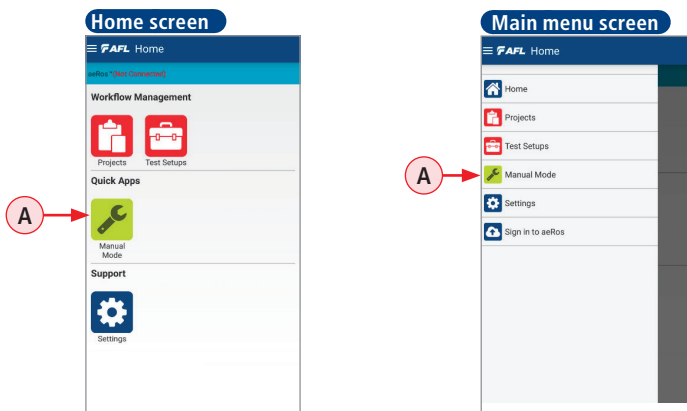 Home screen
AFL Home
aeRos™(Not Connected)
Workflow Management
Projects
Test Setups
Quick Apps
A
Manual
Mode
Support
Settings
Main menu screen
AFL Home
Home
Projects
Test Setups
A
Manual Mode
Settings
Sign in to aeRos